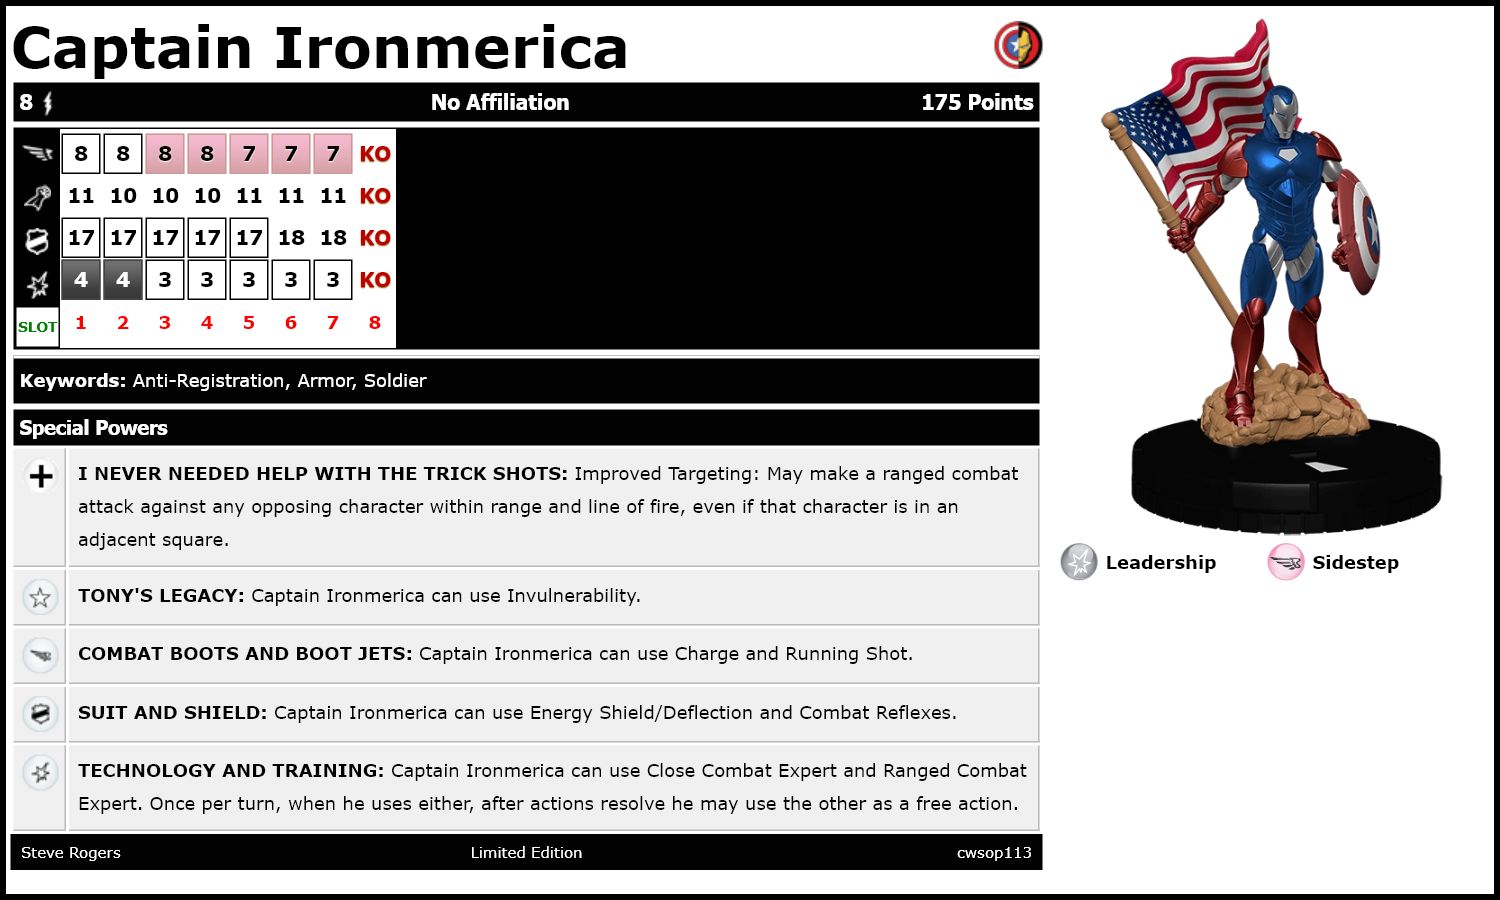 Captain Ironmerica
8 No Affiliation 175 Points
8 8 8 8 7 7 7 KO
11 10 10 10 11 11 11 KO
17 17 17 17 17 18 18 KO
4 4 3 3 3 3 3 KO
SLOT 1 2 3 4 5 6 7 8
Keywords: Anti-Registration, Armor, Soldier
Special Powers
I NEVER NEEDED HELP WITH THE TRICK SHOTS: Improved Targeting: May make a ranged combat
attack against any opposing character within range and line of fire, even if that character is in an
adjacent square.
TONY'S LEGACY: Captain Ironmerica can use Invulnerability.
COMBAT BOOTS AND BOOT JETS: Captain Ironmerica can use Charge and Running Shot.
SUIT AND SHIELD: Captain Ironmerica can use Energy Shield/Deflection and Combat Reflexes.
TECHNOLOGY AND TRAINING: Captain Ironmerica can use Close Combat Expert and Ranged Combat
Expert. Once per turn, when he uses either, after actions resolve he may use the other as a free action.
Steve Rogers Limited Edition cwsop113
Leadership Sidestep